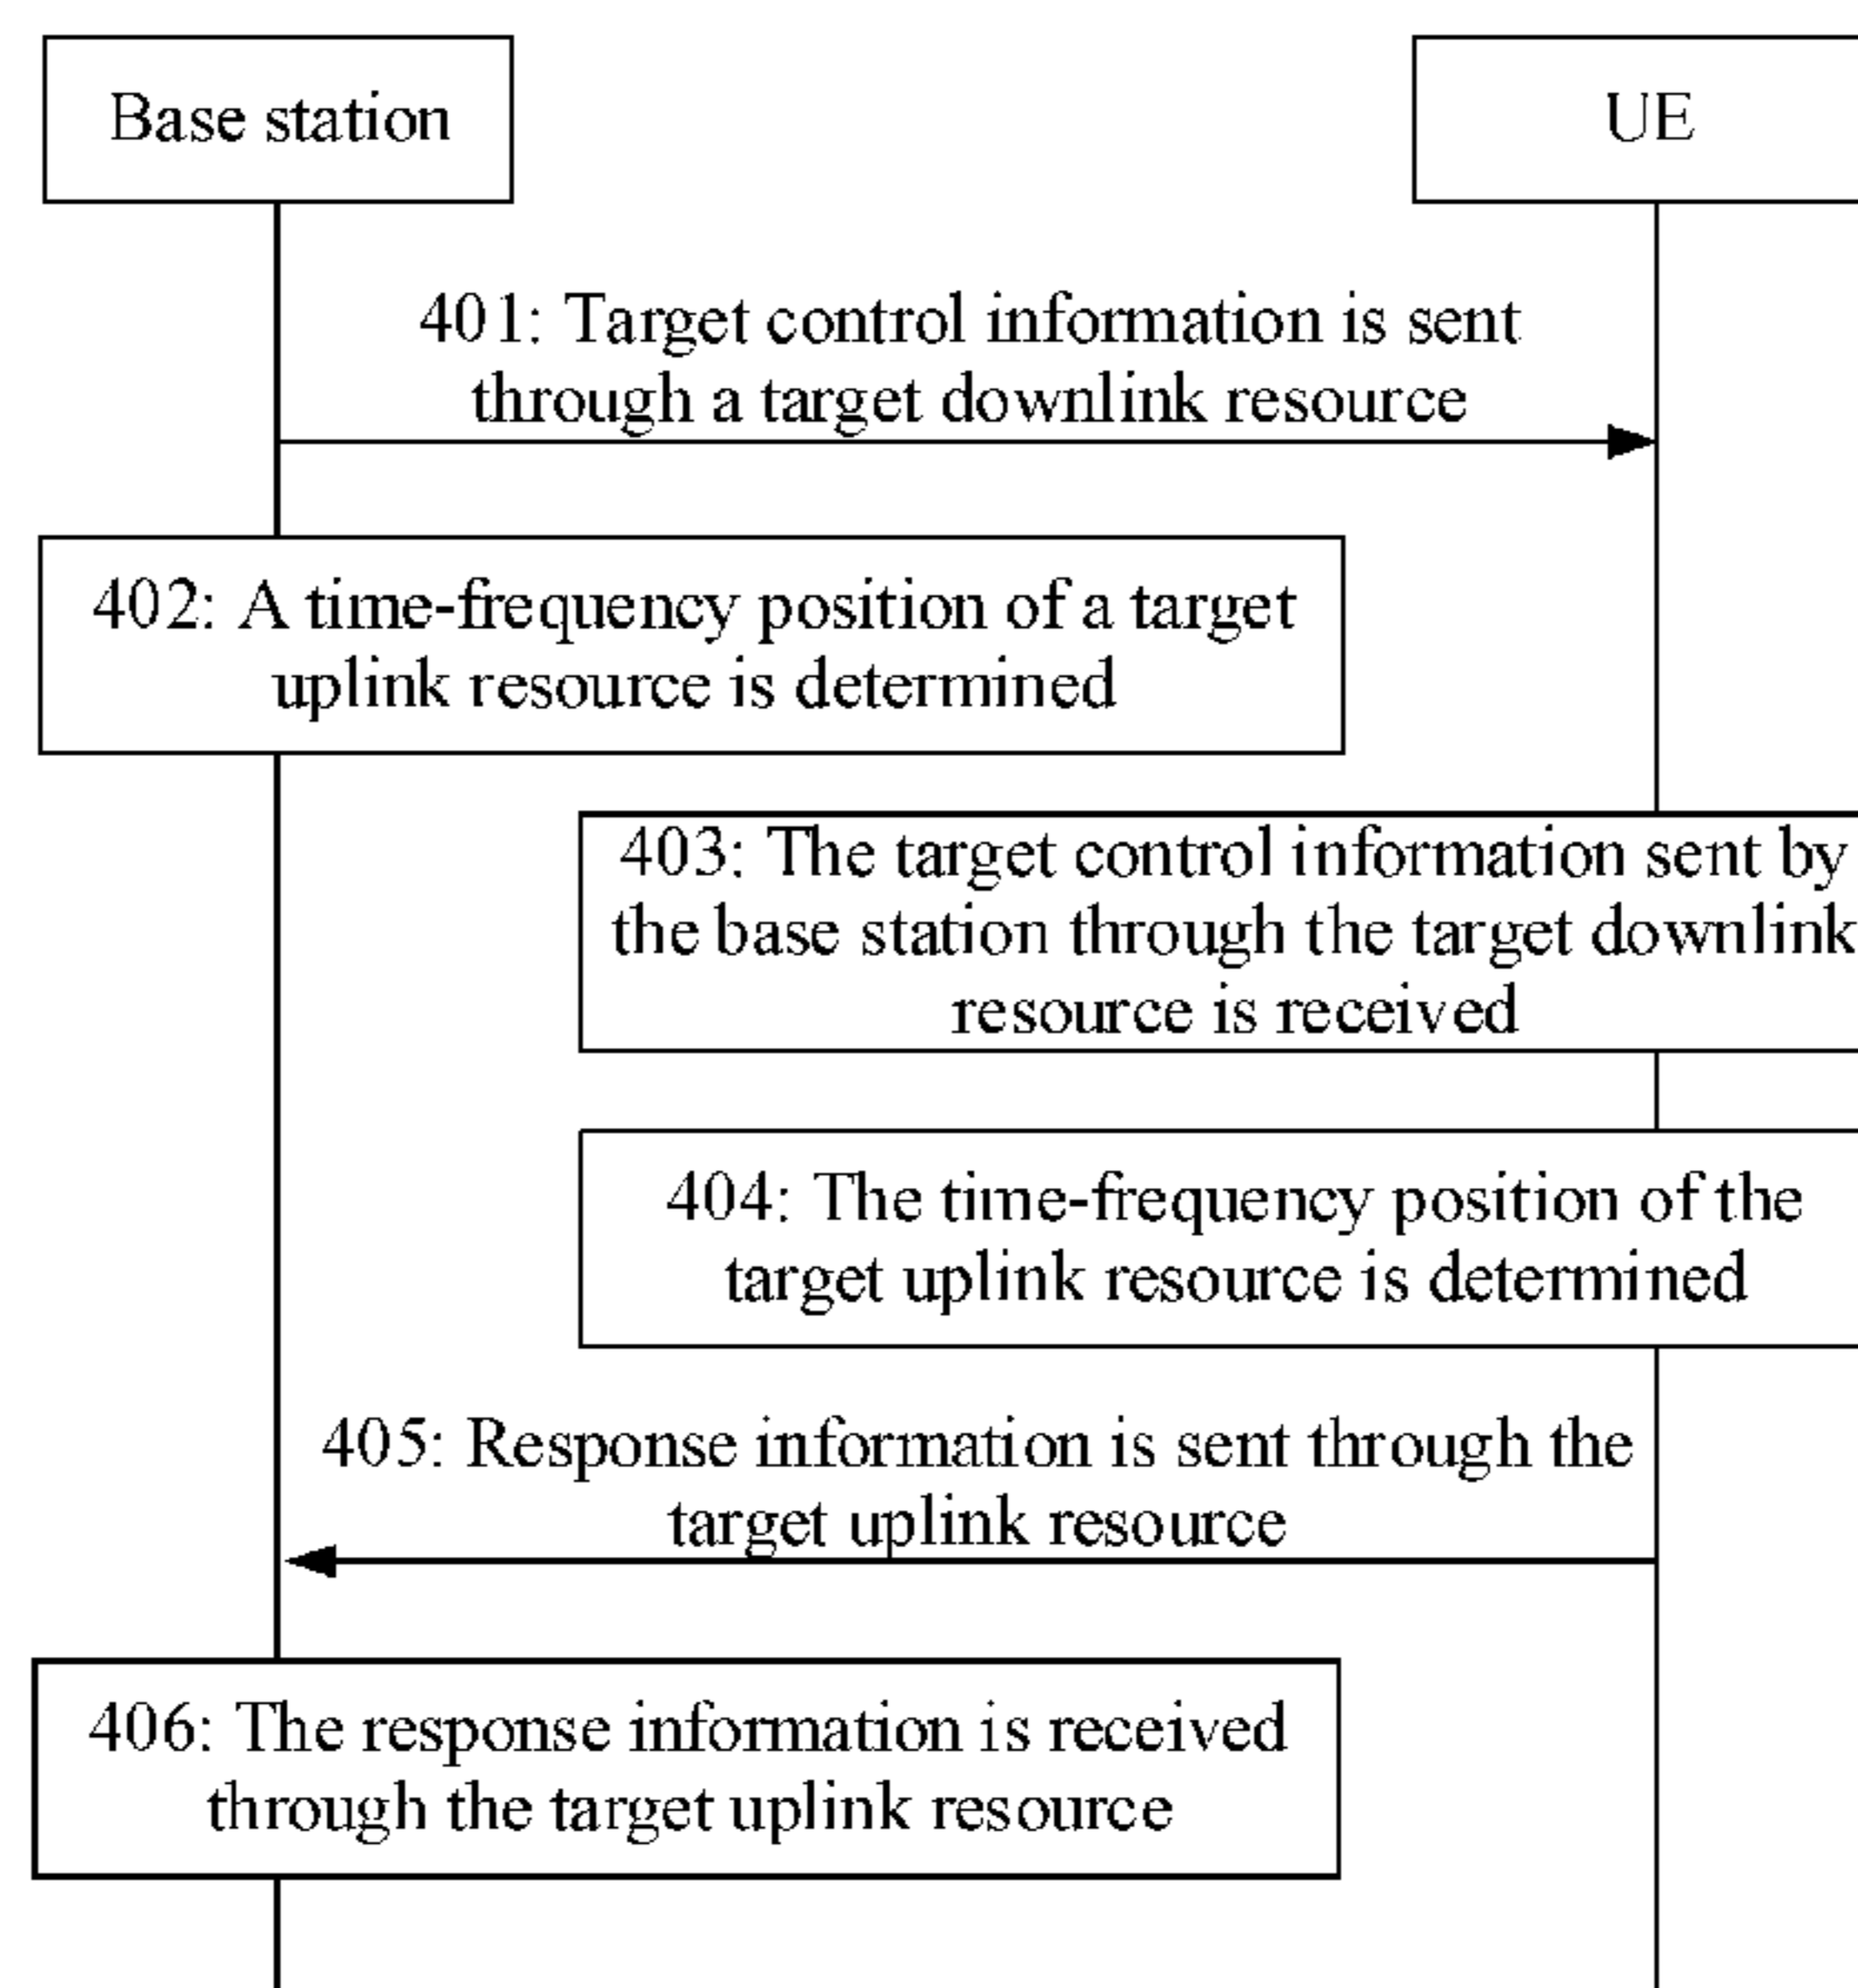 Base station
UE
401: Target control information is sent
through a target downlink resource
402: A time-frequency position of a target
uplink resource is determined
403: The target control information sent by
the base station through the target downlink
resource is received
404: The time-frequency position of the
target uplink resource is determined
405: Response information is sent through the
target uplink resource
406: The response information is received
through the target uplink resource